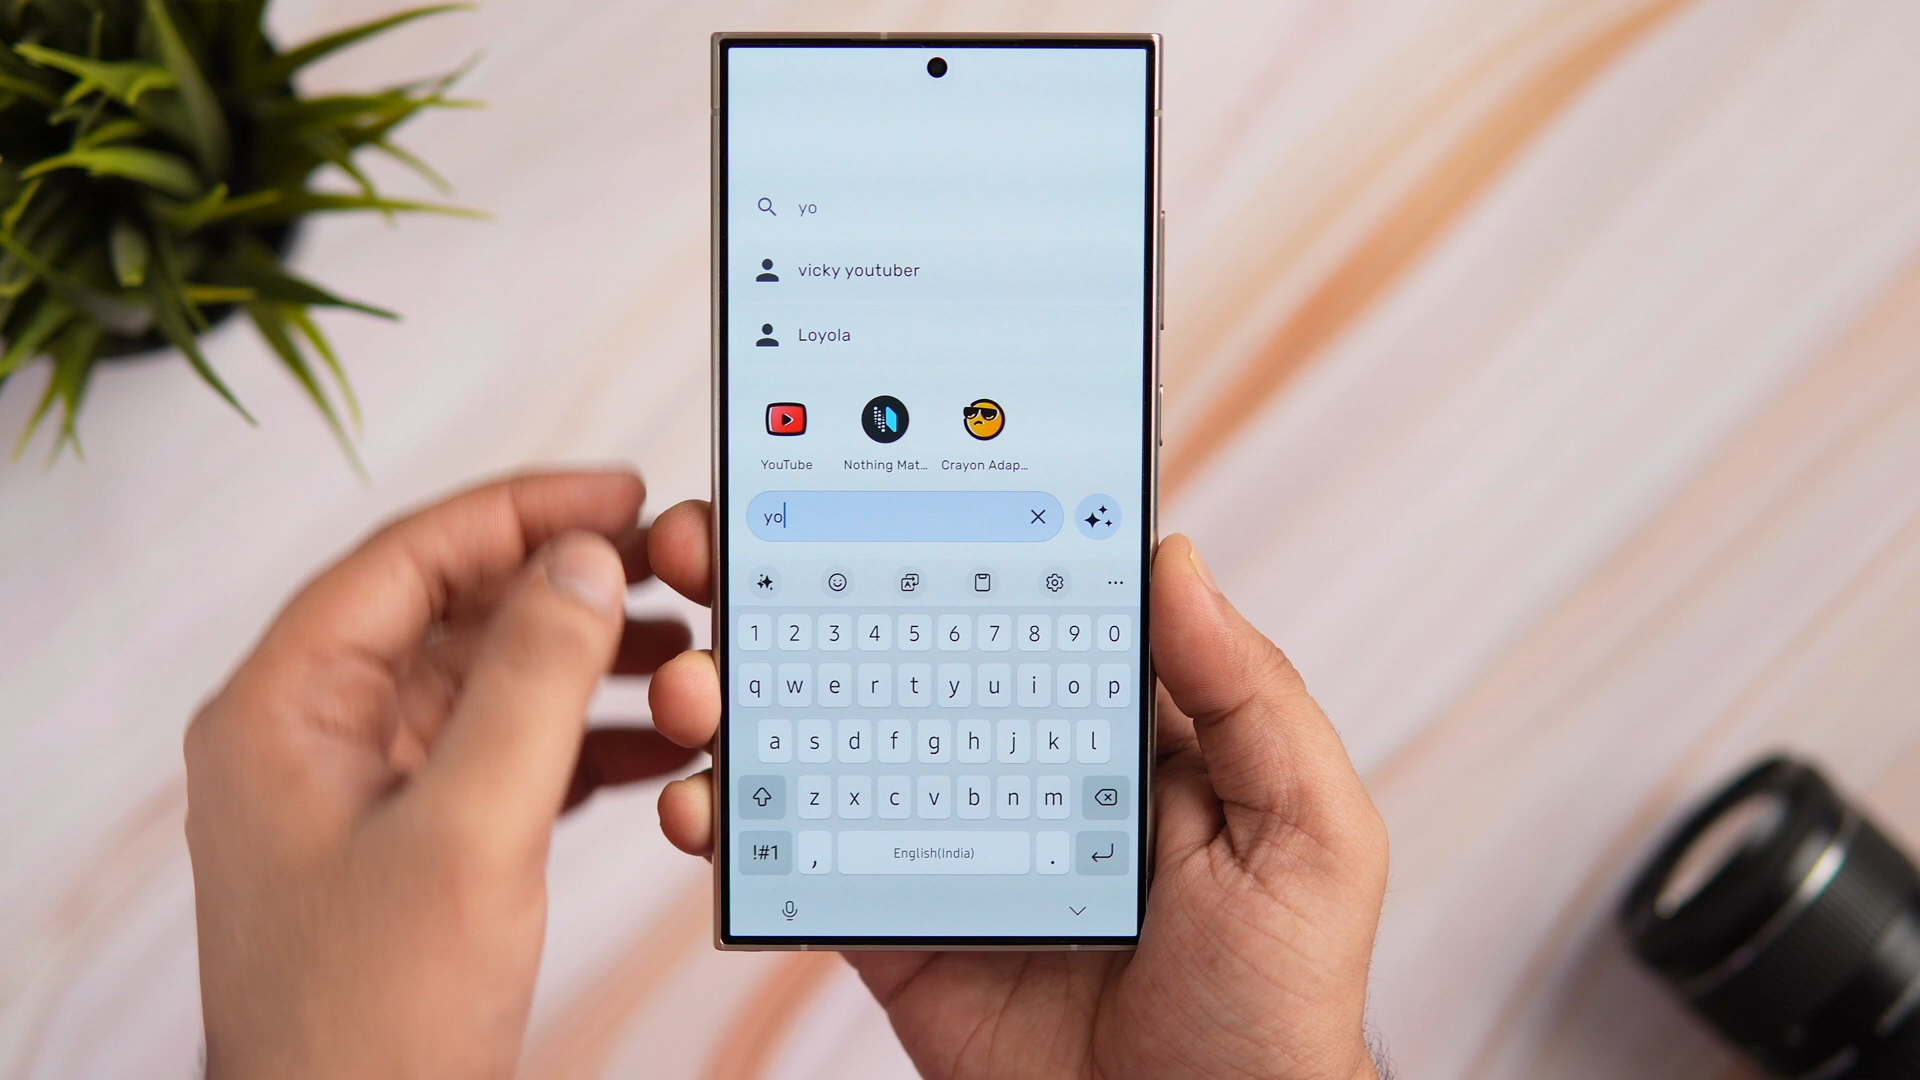 yo
vicky youtuber
Loyola
YouTube Nothing Mat... Crayon Adap...
yo
1 2 3 4 5 6 7 8 9 0
q w e r t y u i o p
a s d f g h j k l
z x c v b n m
!#1 , English(India) .